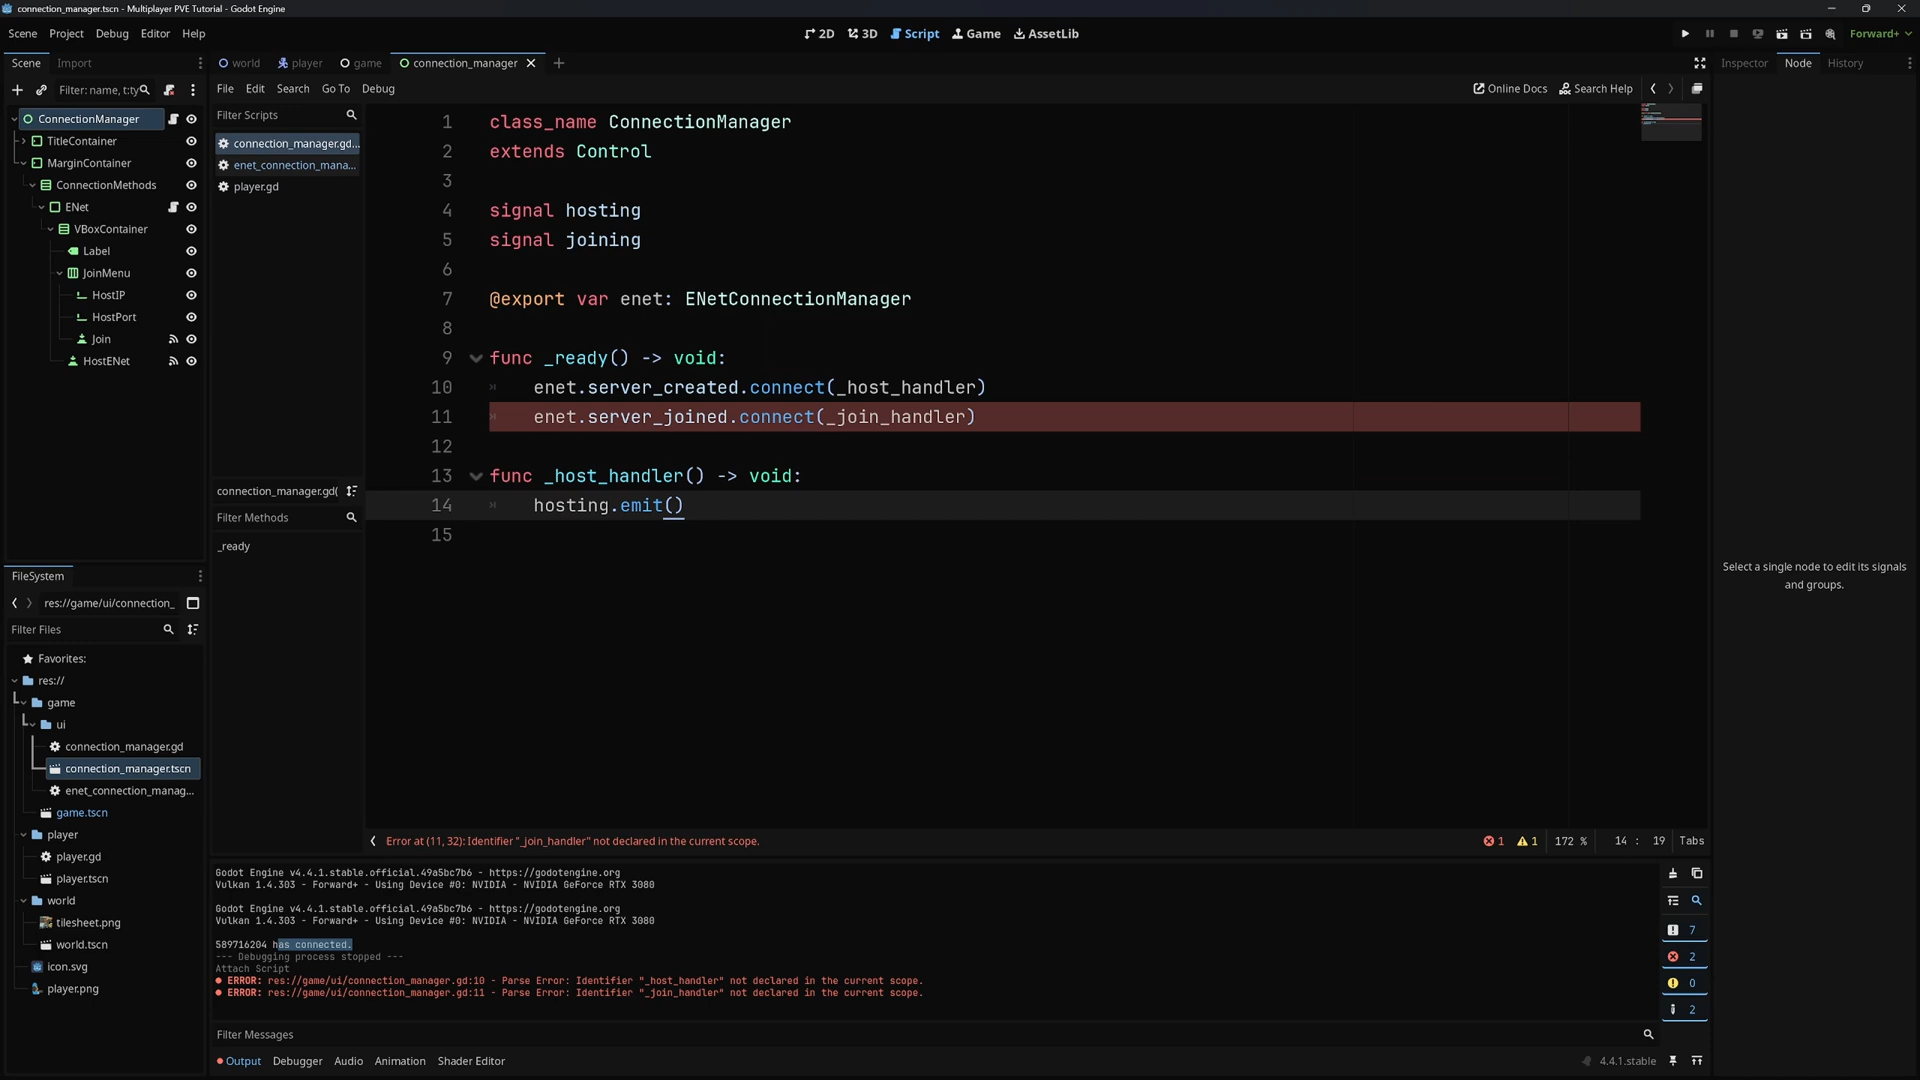 connection_manager.tscn - Multiplayer PVE Tutorial - Godot Engine
Scene Project Debug Editor Help
2D 3D Script Game AssetLib
Forward+
Scene Import
world player game connection_manager
Inspector Node History
Filter: name, t:ty
File Edit Search Go To Debug
Online Docs Search Help
ConnectionManager
TitleContainer
MarginContainer
ConnectionMethods
ENet
VBoxContainer
Label
JoinMenu
HostIP
HostPort
Join
HostENet
Filter Scripts
connection_manager.gd...
enet_connection_mana...
player.gd
connection_manager.gd(
Filter Methods
_ready
1 class_name ConnectionManager
2 extends Control
3
4 signal hosting
5 signal joining
6
7 @export var enet: ENetConnectionManager
8
9 func _ready() -> void:
10 enet.server_created.connect(_host_handler)
11 enet.server_joined.connect(_join_handler)
12
13 func _host_handler() -> void:
14 hosting.emit()
15
Select a single node to edit its signals
and groups.
FileSystem
res://game/ui/connection_
Filter Files
Favorites:
res://
game
ui
connection_manager.gd
connection_manager.tscn
enet_connection_manag...
game.tscn
player
player.gd
player.tscn
world
tilesheet.png
world.tscn
icon.svg
player.png
Error at (11, 32): Identifier "_join_handler" not declared in the current scope.
1 1 172 % 14 : 19 Tabs
Godot Engine v4.4.1.stable.official.49a5bc7b6 - https://godotengine.org
Vulkan 1.4.303 - Forward+ - Using Device #0: NVIDIA - NVIDIA GeForce RTX 3080
Godot Engine v4.4.1.stable.official.49a5bc7b6 - https://godotengine.org
Vulkan 1.4.303 - Forward+ - Using Device #0: NVIDIA - NVIDIA GeForce RTX 3080
589716204 has connected.
--- Debugging process stopped ---
Attach Script
ERROR: res://game/ui/connection_manager.gd:10 - Parse Error: Identifier "_host_handler" not declared in the current scope.
ERROR: res://game/ui/connection_manager.gd:11 - Parse Error: Identifier "_join_handler" not declared in the current scope.
7
2
0
2
Filter Messages
Output Debugger Audio Animation Shader Editor
4.4.1.stable